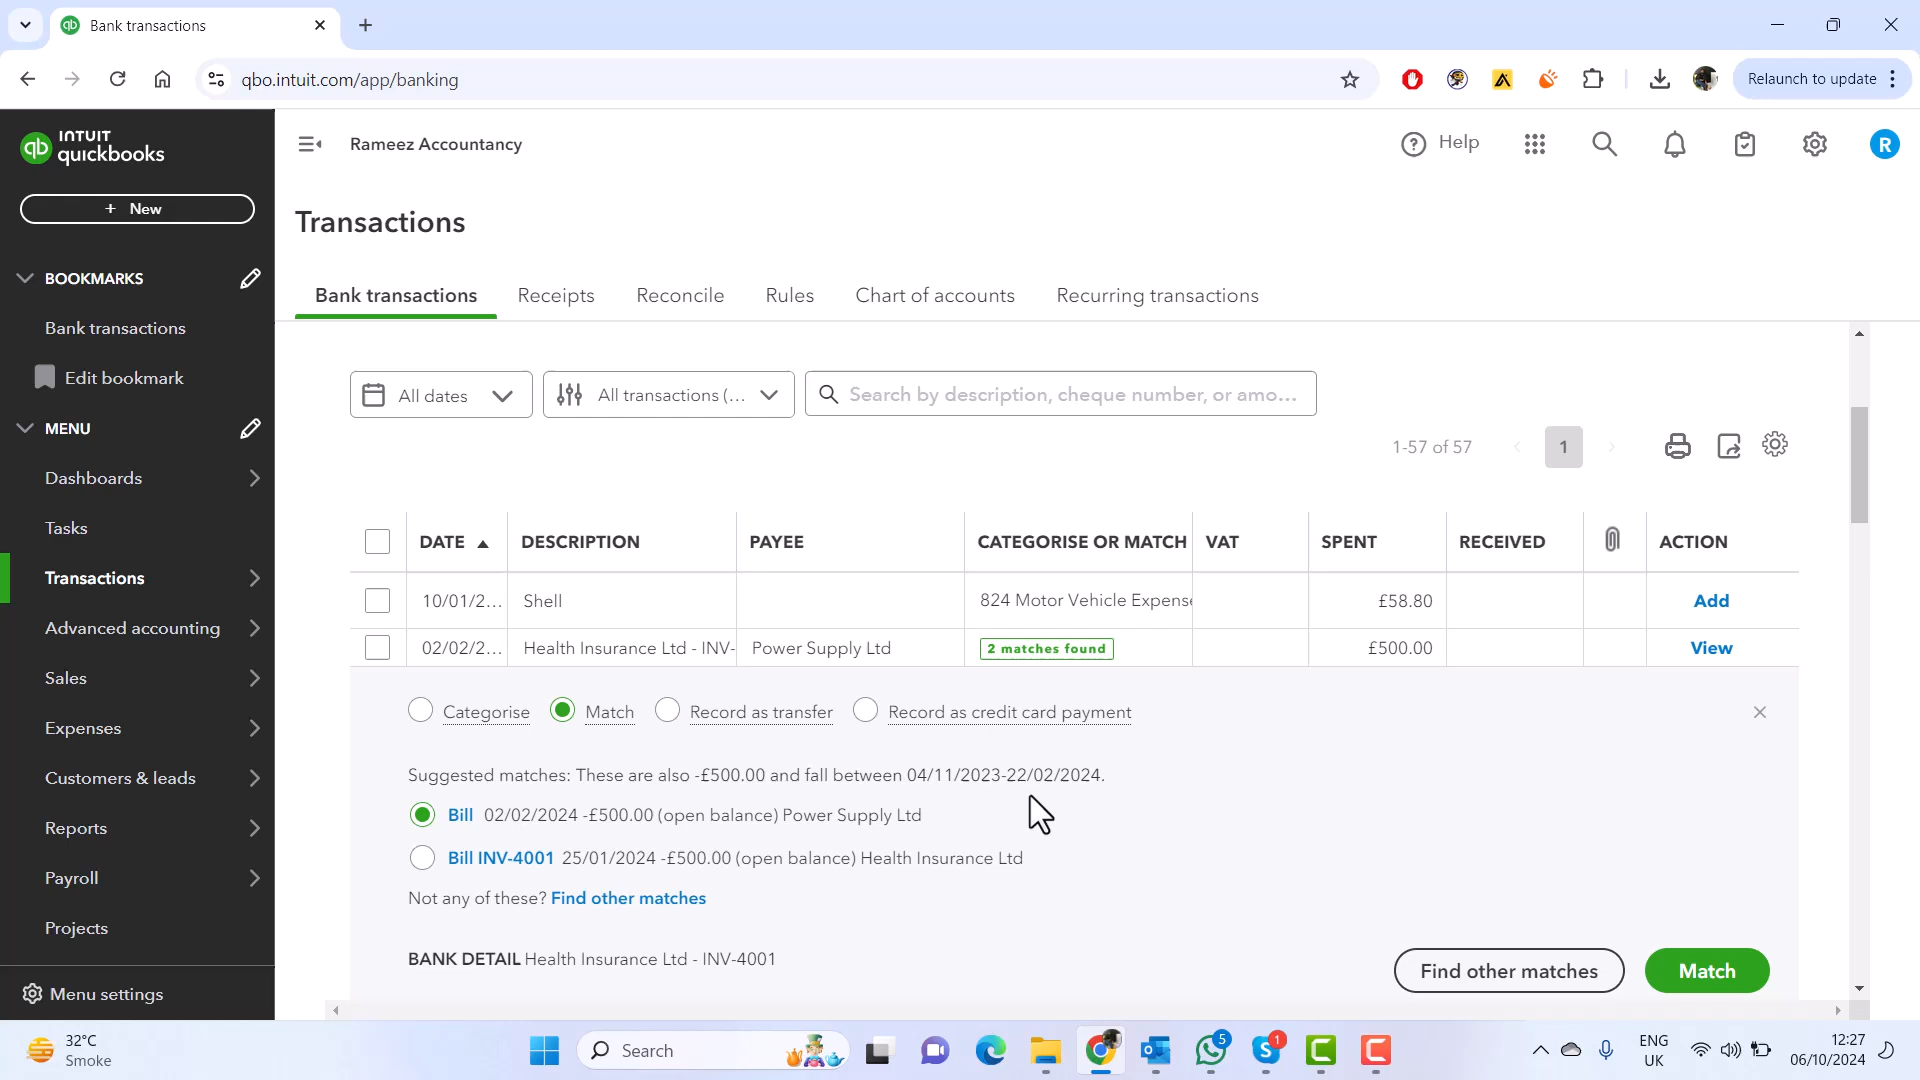 Bank transactions
qbo.intuit.com/app/banking
Relaunch to update
INTUIT
quickbooks
+ New
BOOKMARKS
Bank transactions
Edit bookmark
MENU
Dashboards
Tasks
Transactions
Advanced accounting
Sales
Expenses
Customers & leads
Reports
Payroll
Projects
Menu settings
Rameez Accountancy
Help
R
Transactions
Bank transactions Receipts Reconcile Rules Chart of accounts Recurring transactions
All dates All transactions (... Search by description, cheque number, or amo...
1-57 of 57 1
DATE DESCRIPTION PAYEE CATEGORISE OR MATCH VAT SPENT RECEIVED ACTION
10/01/2... Shell 824 Motor Vehicle Expense £58.80 Add
02/02/2... Health Insurance Ltd - INV- Power Supply Ltd 2 matches found £500.00 View
Categorise Match Record as transfer Record as credit card payment
Suggested matches: These are also -£500.00 and fall between 04/11/2023-22/02/2024.
Bill 02/02/2024 -£500.00 (open balance) Power Supply Ltd
Bill INV-4001 25/01/2024 -£500.00 (open balance) Health Insurance Ltd
Not any of these? Find other matches
BANK DETAIL Health Insurance Ltd - INV-4001
Find other matches Match
32°C
Smoke
Search
5
1
ENG
UK
12:27
06/10/2024